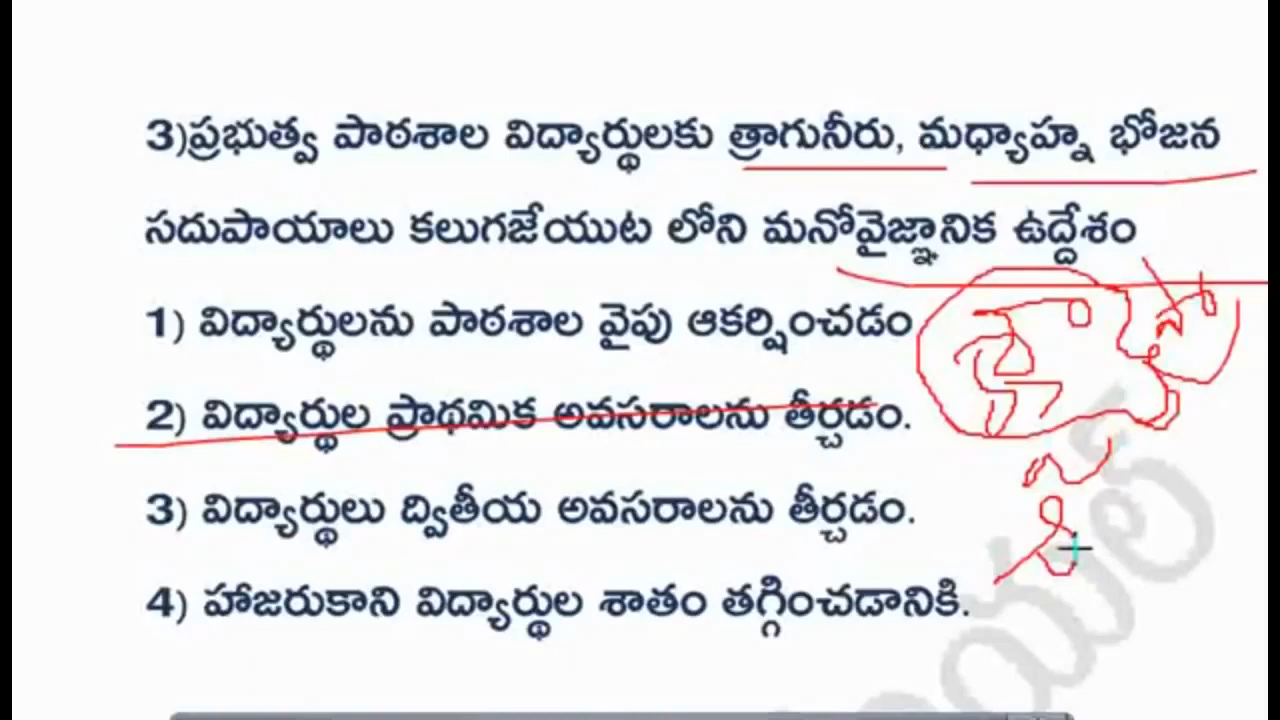 3)ప్రభుత్వ పాఠశాల విద్యార్థులకు త్రాగునీరు, మధ్యాహ్న భోజన
సదుపాయాలు కలుగజేయుట లోని మనోవైజ్ఞానిక ఉద్దేశం
1) విద్యార్థులను పాఠశాల వైపు ఆకర్షించడం
2) విద్యార్థుల ప్రాథమిక అవసరాలను తీర్చడం.
3) విద్యార్థులు ద్వితీయ అవసరాలను తీర్చడం.
4) హాజరుకాని విద్యార్థుల శాతం తగ్గించడానికి.